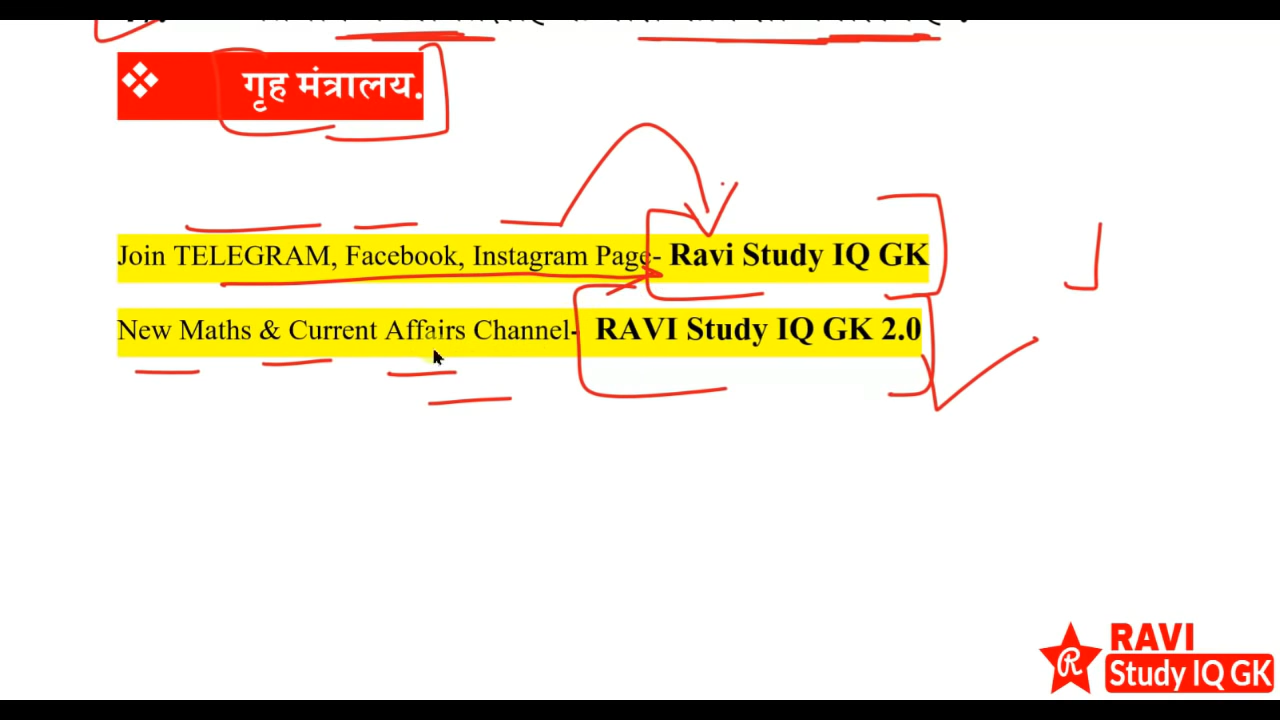 गृह मंत्रालय.
Join TELEGRAM, Facebook, Instagram Page- Ravi Study IQ GK
New Maths & Current Affairs Channel- RAVI Study IQ GK 2.0
RAVI
Study IQ GK